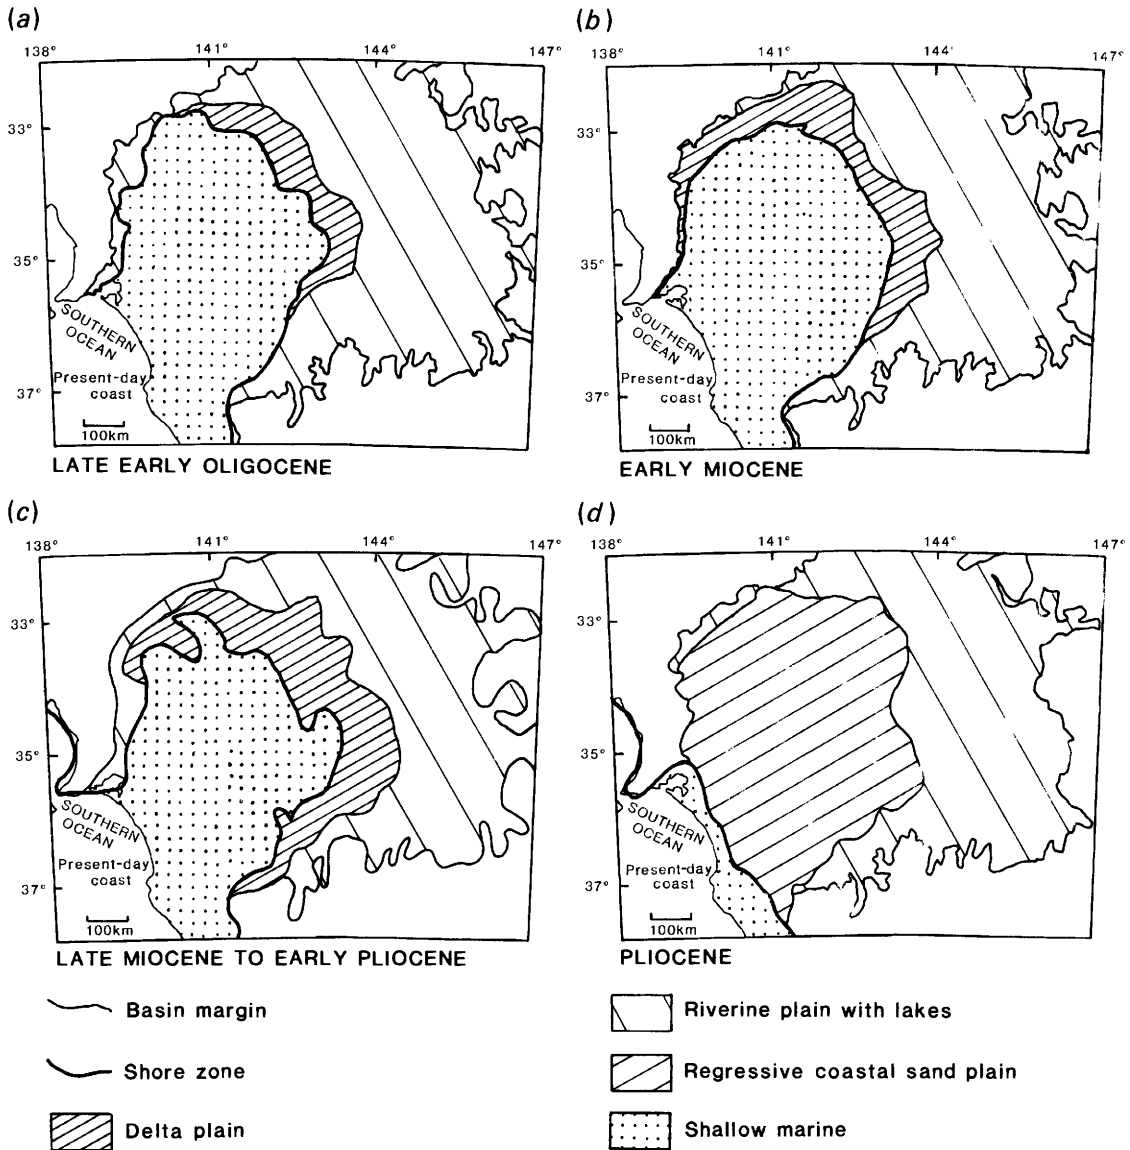 (a)
138° 141° 144° 147°
33°
35°
37°
SOUTHERN
OCEAN
Present-day
coast
100km
LATE EARLY OLIGOCENE
(b)
138° 141° 144° 147°
33°
35°
37°
SOUTHERN
OCEAN
Present-day
coast
100km
EARLY MIOCENE
(c)
138° 141° 144° 147°
33°
35°
37°
SOUTHERN
OCEAN
Present-day
coast
100km
LATE MIOCENE TO EARLY PLIOCENE
(d)
138° 141° 144° 147°
33°
35°
37°
SOUTHERN
OCEAN
Present-day
coast
100km
PLIOCENE
Basin margin
Shore zone
Delta plain
Riverine plain with lakes
Regressive coastal sand plain
Shallow marine